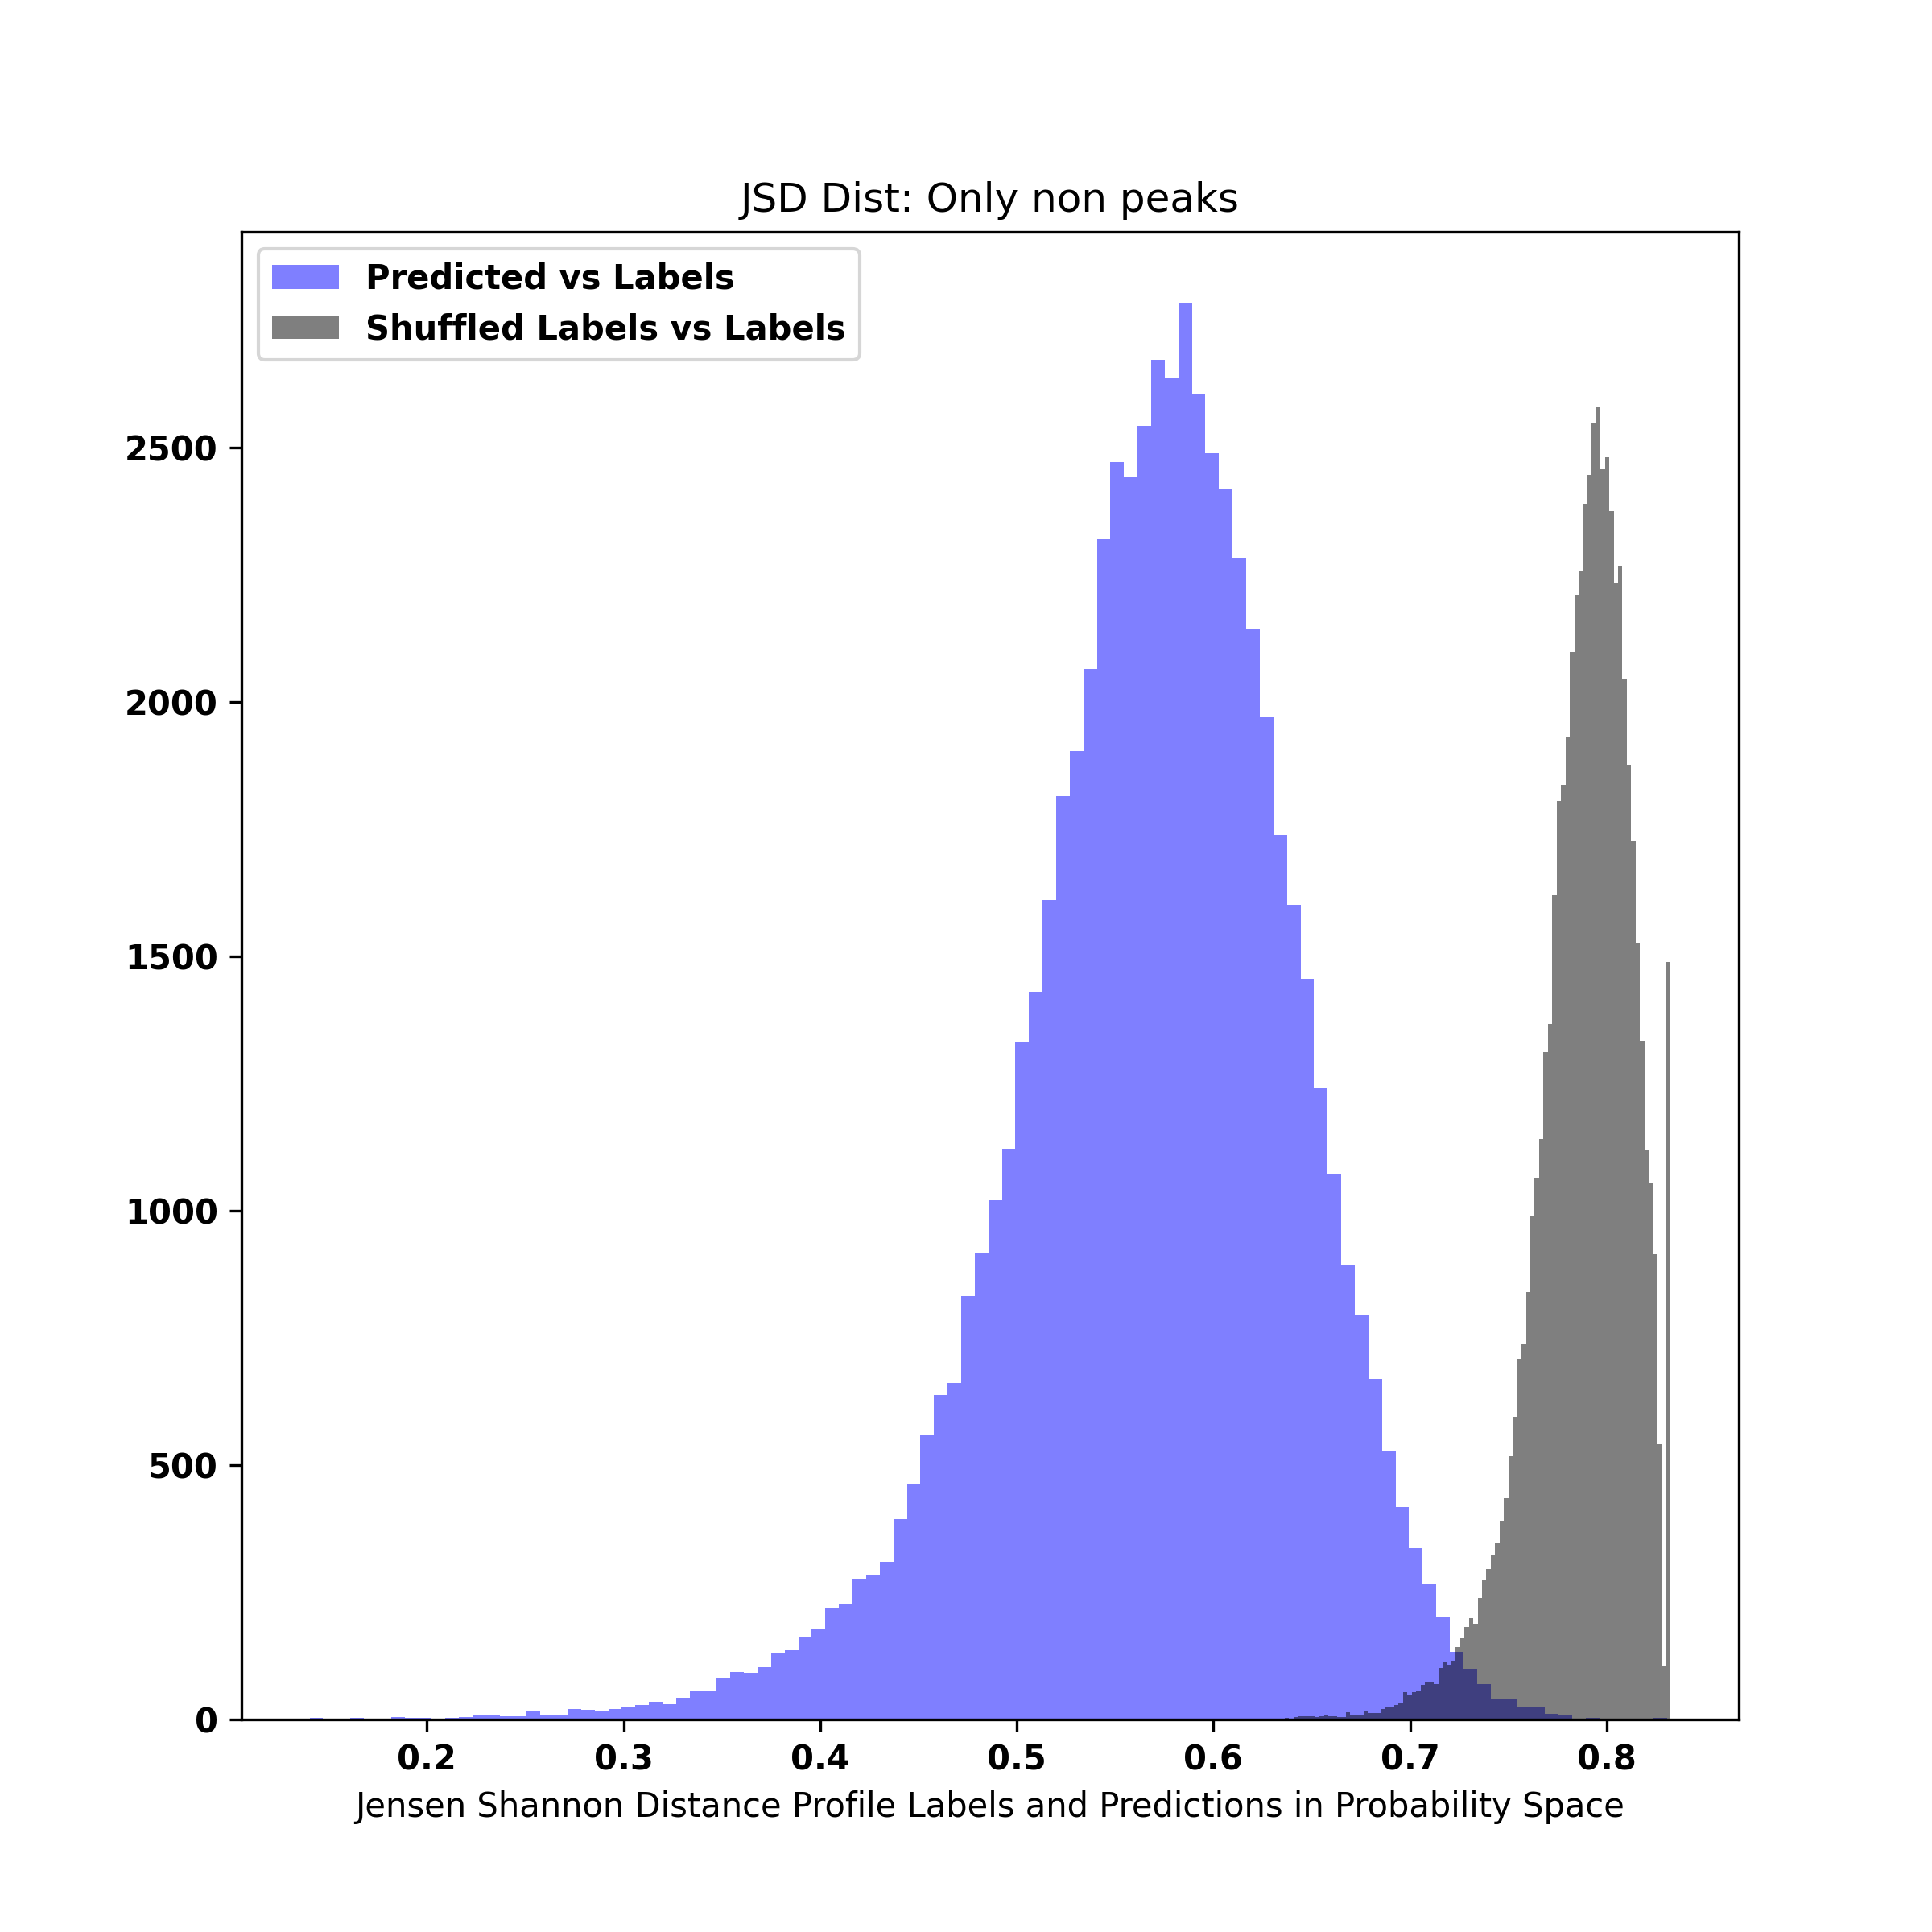 JSD Dist: Only non peaks
Predicted vs Labels
Shuffled Labels vs Labels
2500
2000
1500
1000
500
0
0.2 0.3 0.4 0.5 0.6 0.7 0.8
Jensen Shannon Distance Profile Labels and Predictions in Probability Space